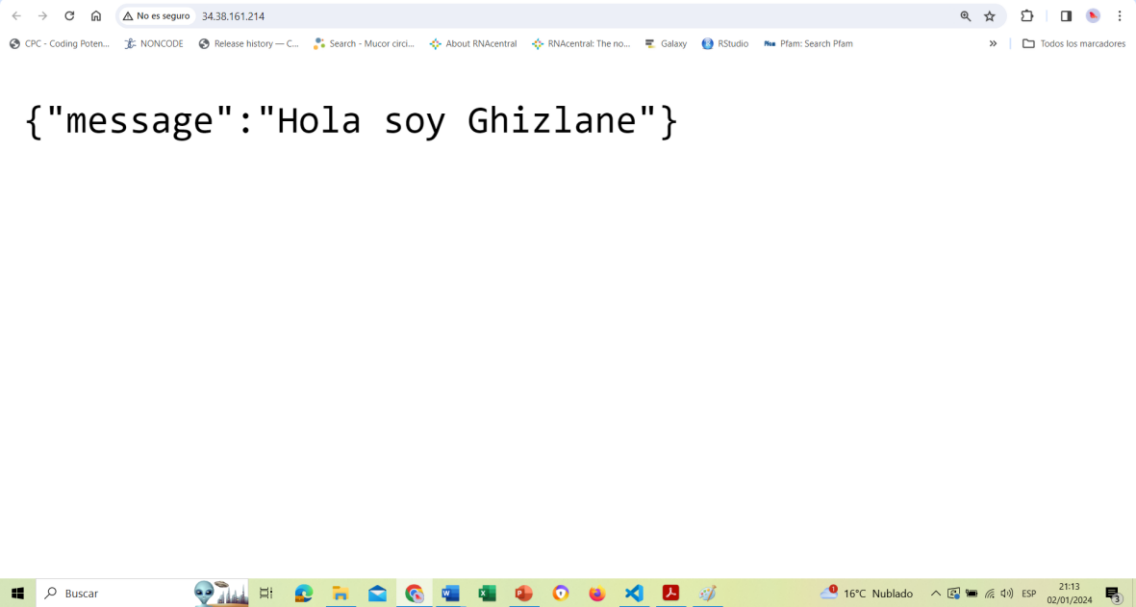 No es seguro 34.38.161.214
CPC - Coding Poten... NONCODE Release history — C... Search - Mucor circi... About RNAcentral RNAcentral: The no... Galaxy RStudio Pfam: Search Pfam » Todos los marcadores
{"message":"Hola soy Ghizlane"}
Buscar 1 16°C Nublado ESP 21:13
02/01/2024 3